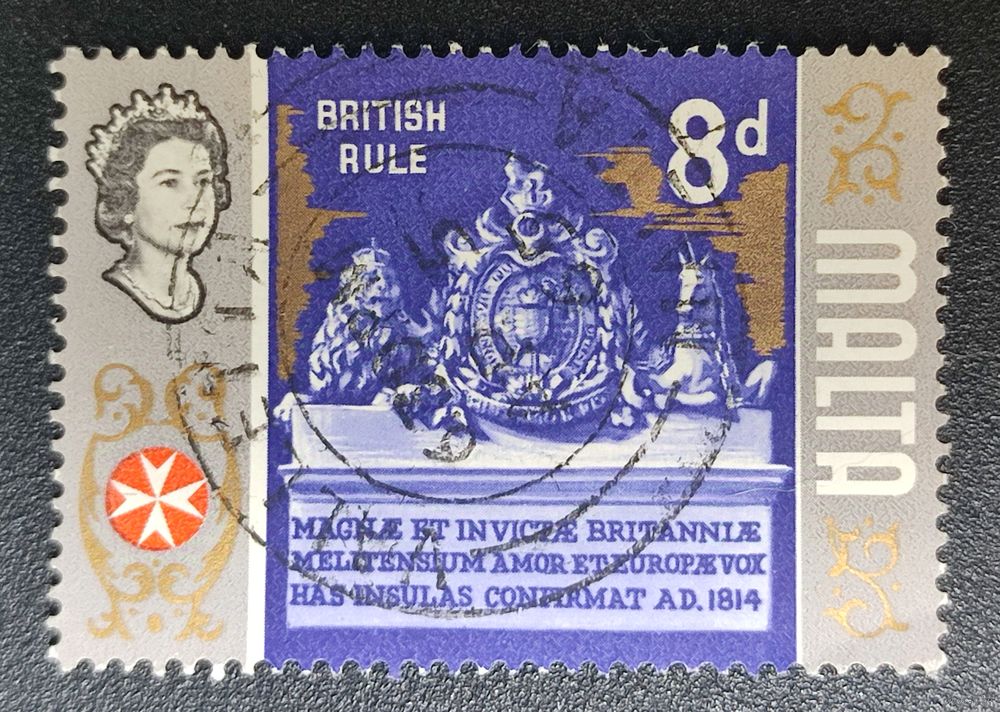 BRITISH
RULE
8d
MALTA
MAGNÆ ET INVICTÆ BRITANNIÆ
MELITENSIUM AMOR ET EUROPÆ VOX
HAS INSULAS CONFIRMAT AD. 1814